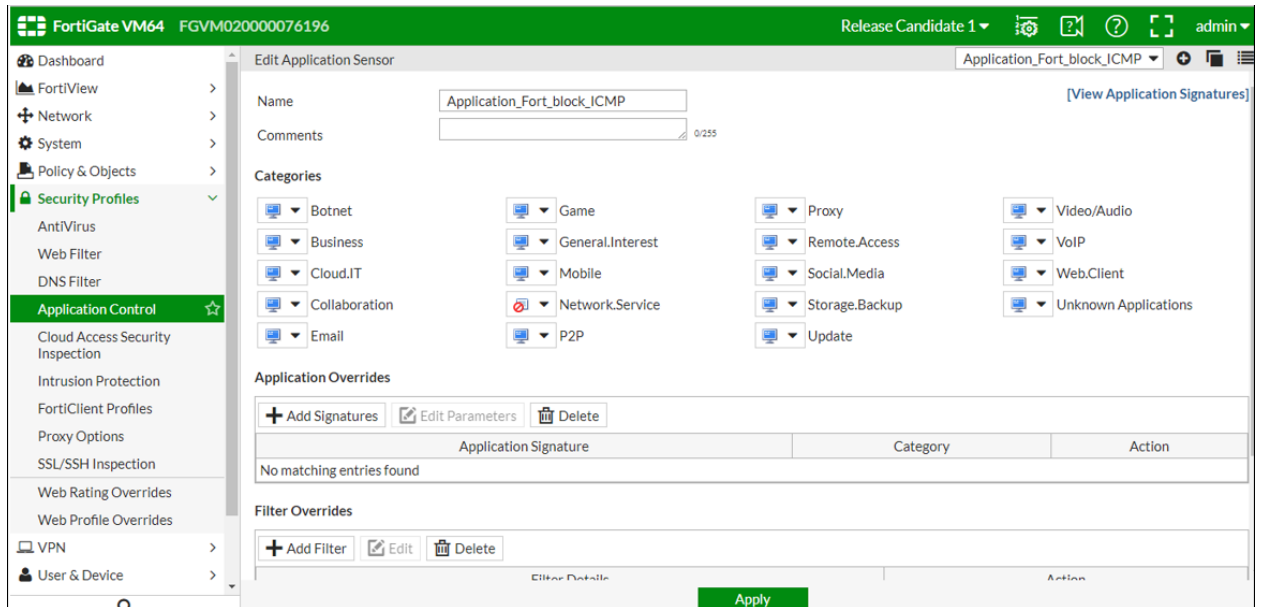 FortiGate VM64 FGVM020000076196 Release Candidate 1 admin
Dashboard
FortiView
Network
System
Policy & Objects
Security Profiles
AntiVirus
Web Filter
DNS Filter
Application Control
Cloud Access Security
Inspection
Intrusion Protection
FortiClient Profiles
Proxy Options
SSL/SSH Inspection
Web Rating Overrides
Web Profile Overrides
VPN
User & Device
Edit Application Sensor Application_Fort_block_ICMP
Name Application_Fort_block_ICMP [View Application Signatures]
Comments 0/255
Categories
Botnet Game Proxy Video/Audio
Business General.Interest Remote.Access VoIP
Cloud.IT Mobile Social.Media Web.Client
Collaboration Network.Service Storage.Backup Unknown Applications
Email P2P Update
Application Overrides
Add Signatures Edit Parameters Delete
Application Signature Category Action
No matching entries found
Filter Overrides
Add Filter Edit Delete
Filter Details Action
Apply